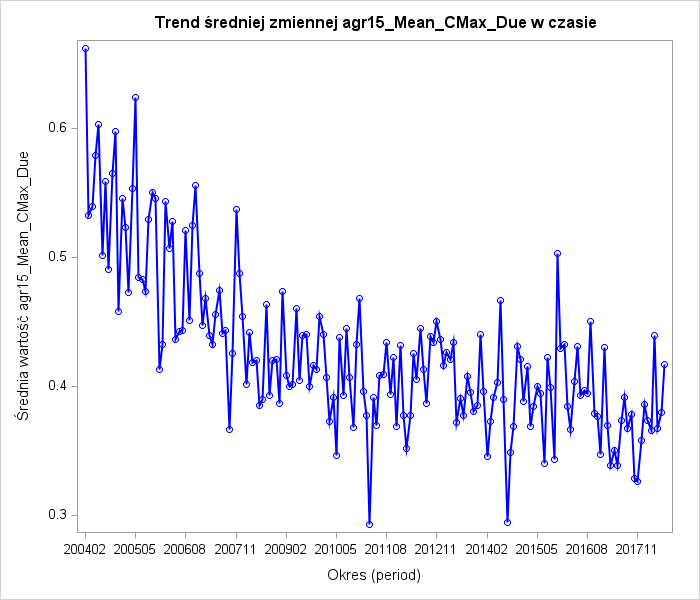 Trend średniej zmiennej agr15_Mean_CMax_Due w czasie
Średnia wartość agr15_Mean_CMax_Due
0.6
0.5
0.4
0.3
200402 200505 200608 200711 200902 201005 201108 201211 201402 201505 201608 201711
Okres (period)